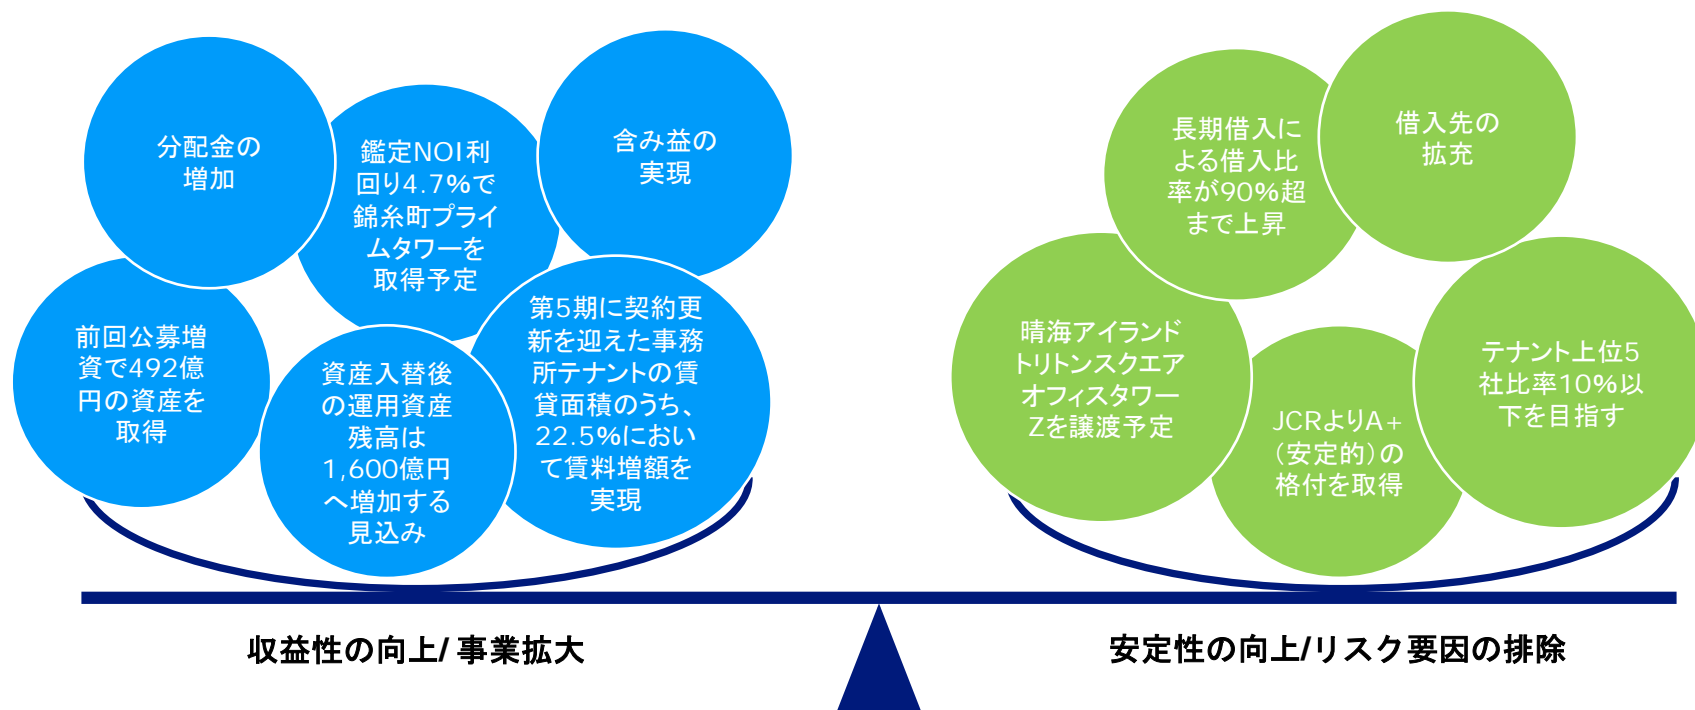 分配金の
増加
鑑定NOI利
回り4.7%で
錦糸町プライ
ムタワーを
取得予定
含み益の
実現
前回公募増
資で492億
円の資産を
取得
資産入替後
の運用資産
残高は
1,600億円
へ増加する
見込み
第5期に契約更
新を迎えた事務
所テナントの賃
貸面積のうち、
22.5%におい
て賃料増額を
実現
収益性の向上/ 事業拡大
長期借入に
よる借入比
率が90%超
まで上昇
借入先の
拡充
晴海アイランド
トリトンスクエア
オフィスタワー
Zを譲渡予定
JCRよりA+
（安定的）の
格付を取得
テナント上位5
社比率10%以
下を目指す
安定性の向上/リスク要因の排除